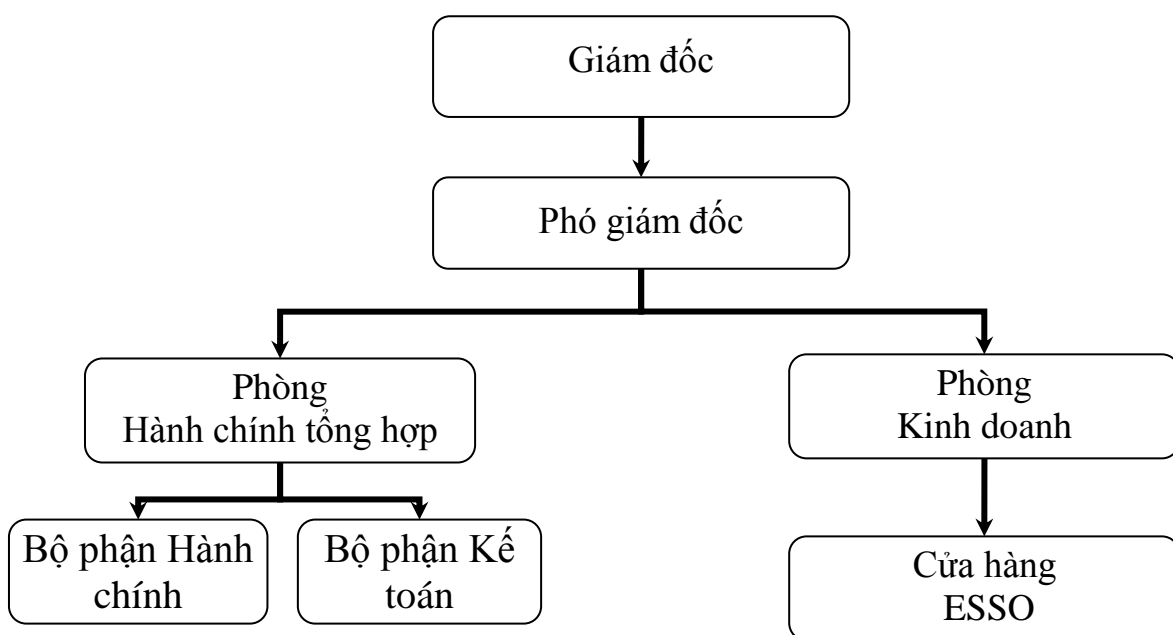 Giám đốc
Phó giám đốc
Phòng
Hành chính tổng hợp
Phòng
Kinh doanh
Bộ phận Hành
chính
Bộ phận Kế
toán
Cửa hàng
ESSO